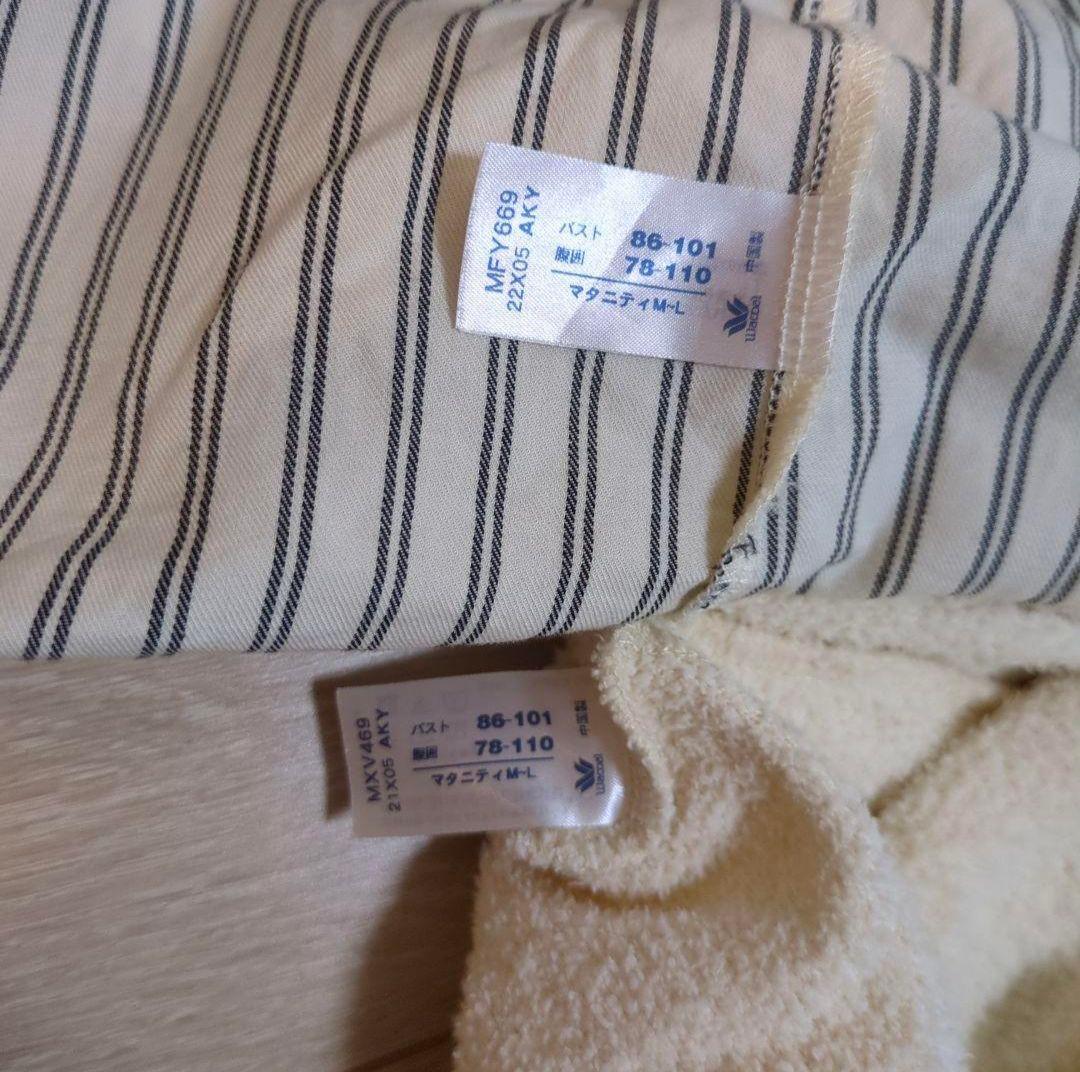 MFY669
22X05 AKY
バスト 86-101
腹囲 78-110
マタニティM~L
Wacoal
中国製
MXV469
21X05 AKY
バスト 86-101
腹囲 78-110
マタニティM~L
Wacoal
中国製